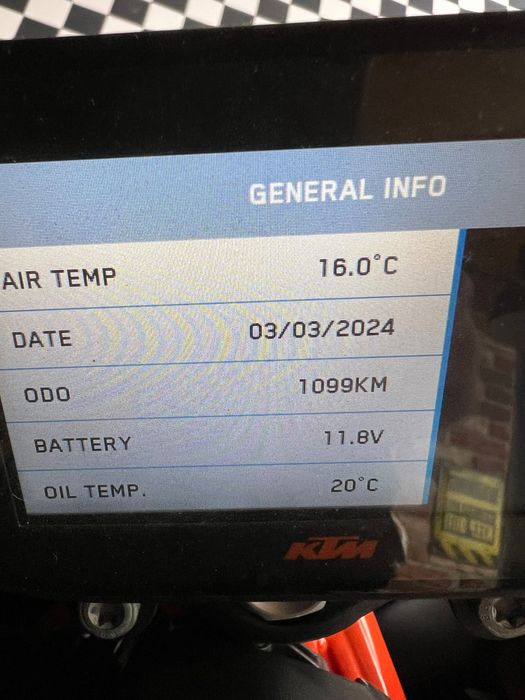 GENERAL INFO
AIR TEMP 16.0°C
DATE 03/03/2024
ODO 1099KM
BATTERY 11.8V
OIL TEMP. 20°C
KTM